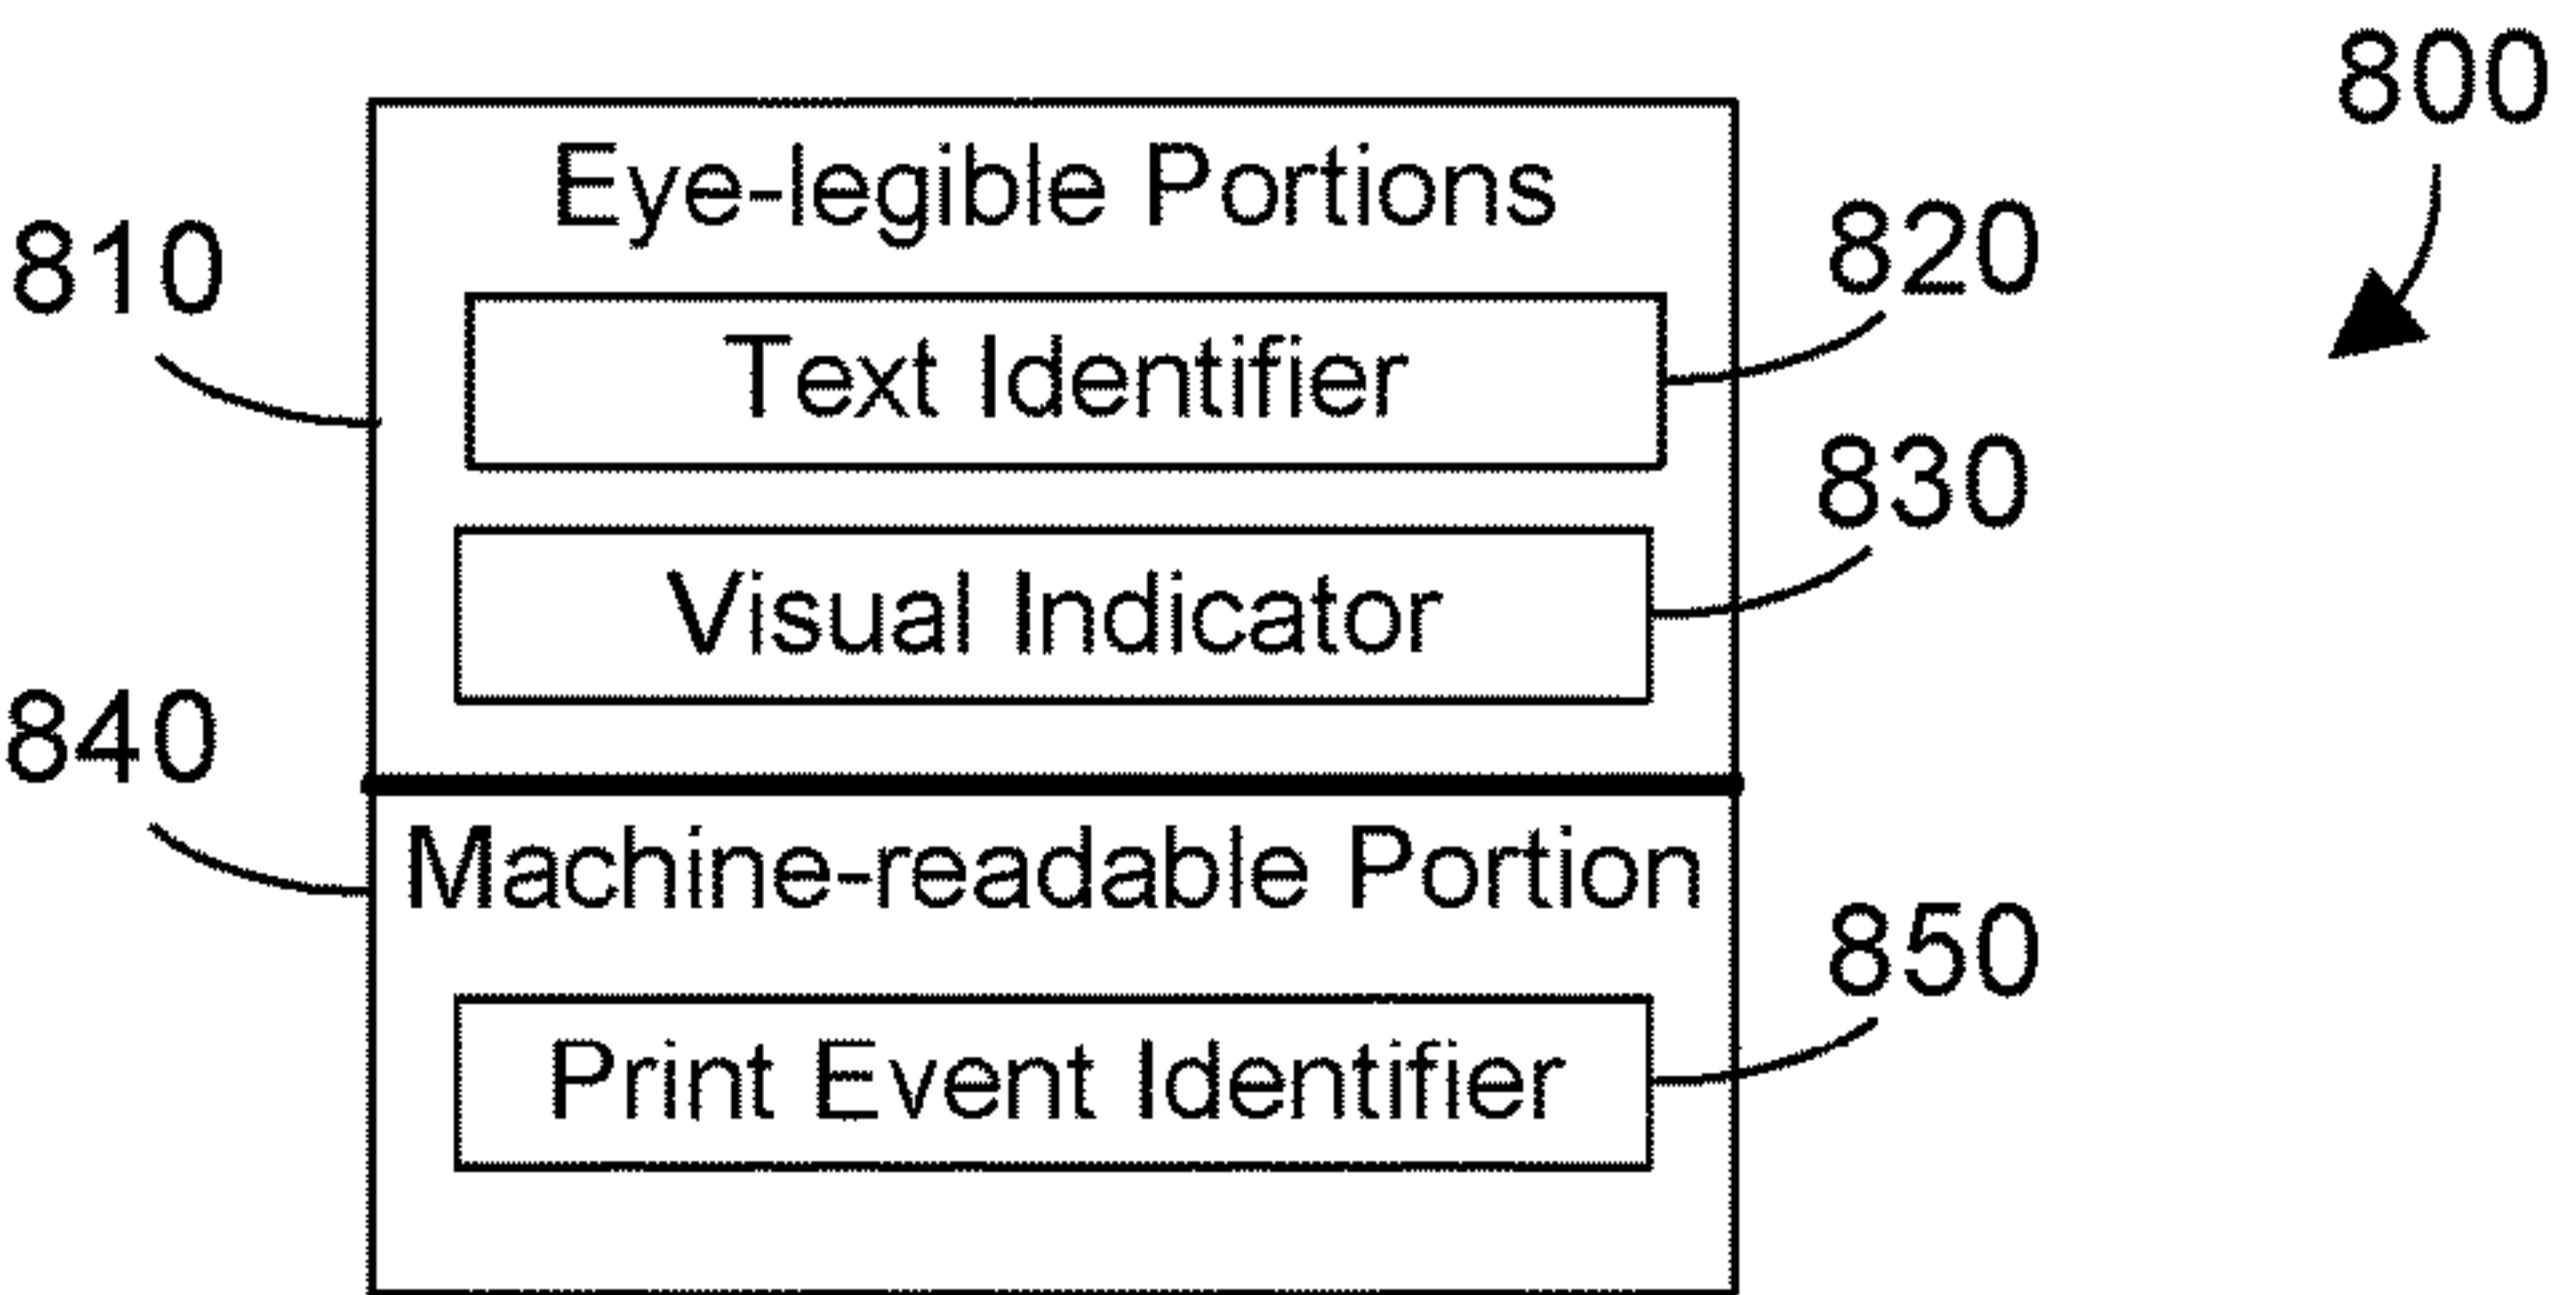 800
Eye-legible Portions
810
820
Text Identifier
830
Visual Indicator
840
Machine-readable Portion
850
Print Event Identifier